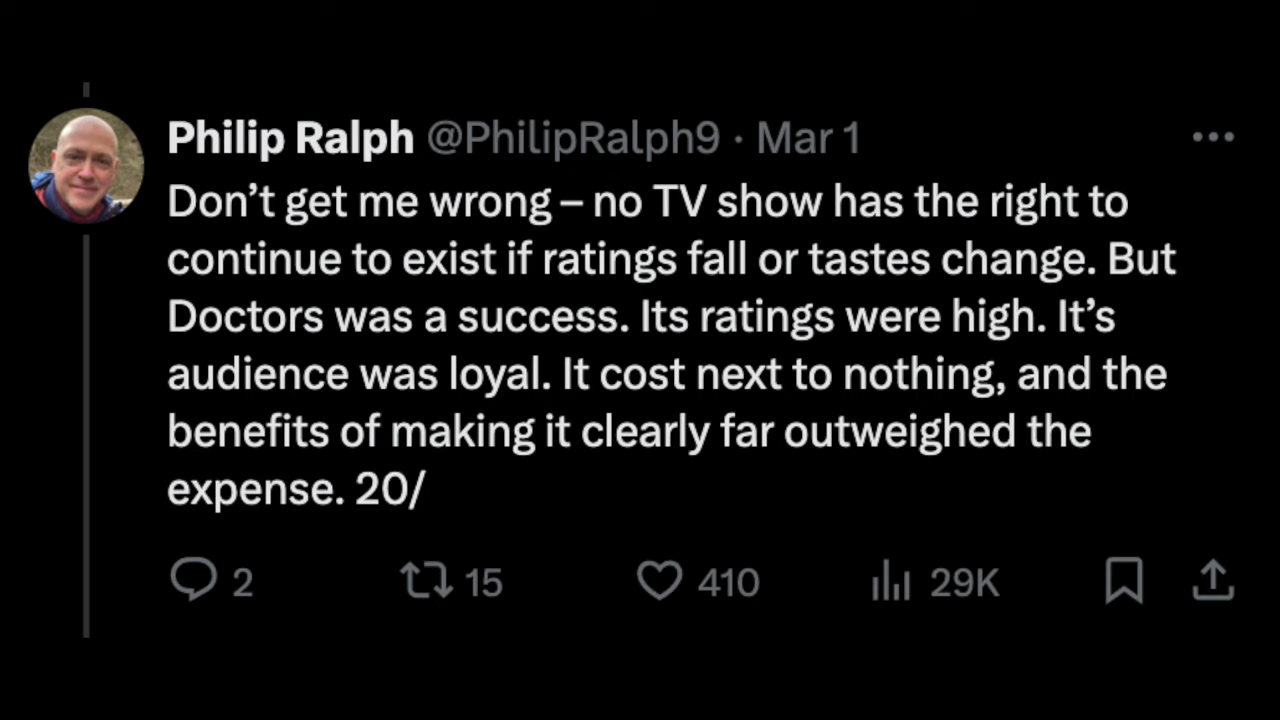 Philip Ralph @PhilipRalph9 · Mar 1
Don’t get me wrong – no TV show has the right to
continue to exist if ratings fall or tastes change. But
Doctors was a success. Its ratings were high. It’s
audience was loyal. It cost next to nothing, and the
benefits of making it clearly far outweighed the
expense. 20/
2 15 410 29K